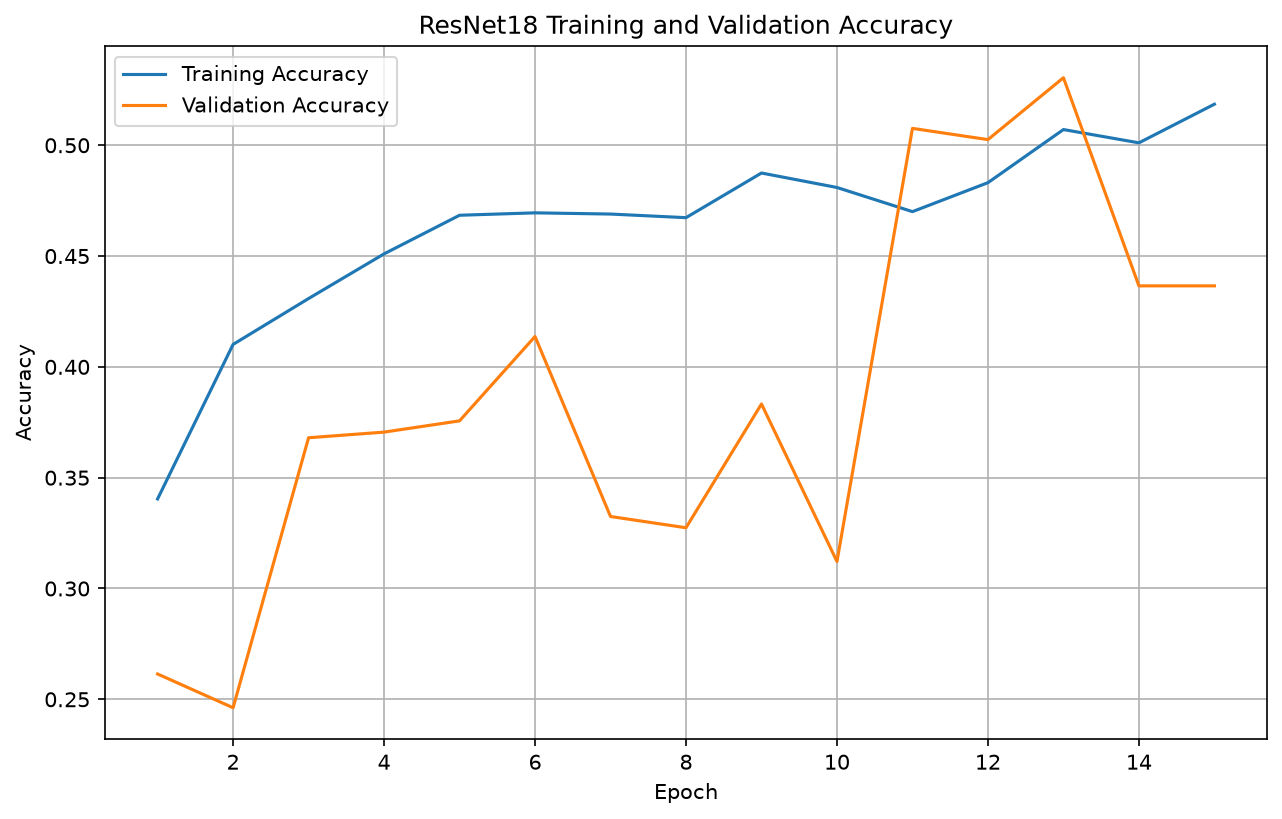 ResNet18 Training and Validation Accuracy
Training Accuracy
Validation Accuracy
Accuracy
0.50
0.45
0.40
0.35
0.30
0.25
2 4 6 8 10 12 14
Epoch